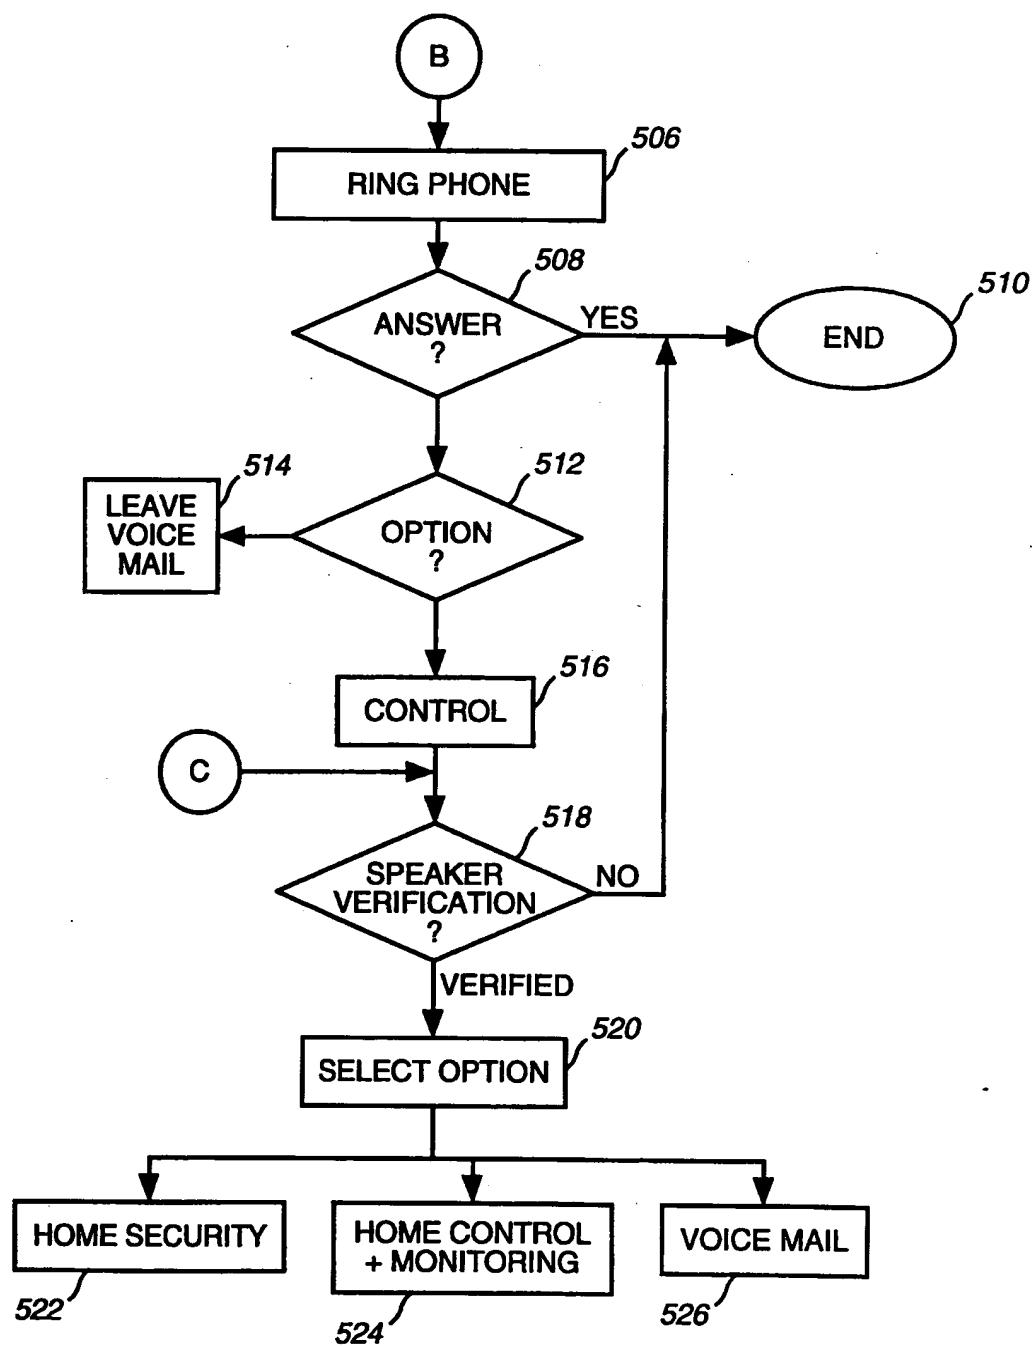 B
506
RING PHONE
508
ANSWER
?
YES
510
END
512
OPTION
?
514
LEAVE
VOICE
MAIL
516
CONTROL
C
518
SPEAKER
VERIFICATION
?
NO
VERIFIED
520
SELECT OPTION
HOME SECURITY
522
HOME CONTROL
+ MONITORING
524
VOICE MAIL
526